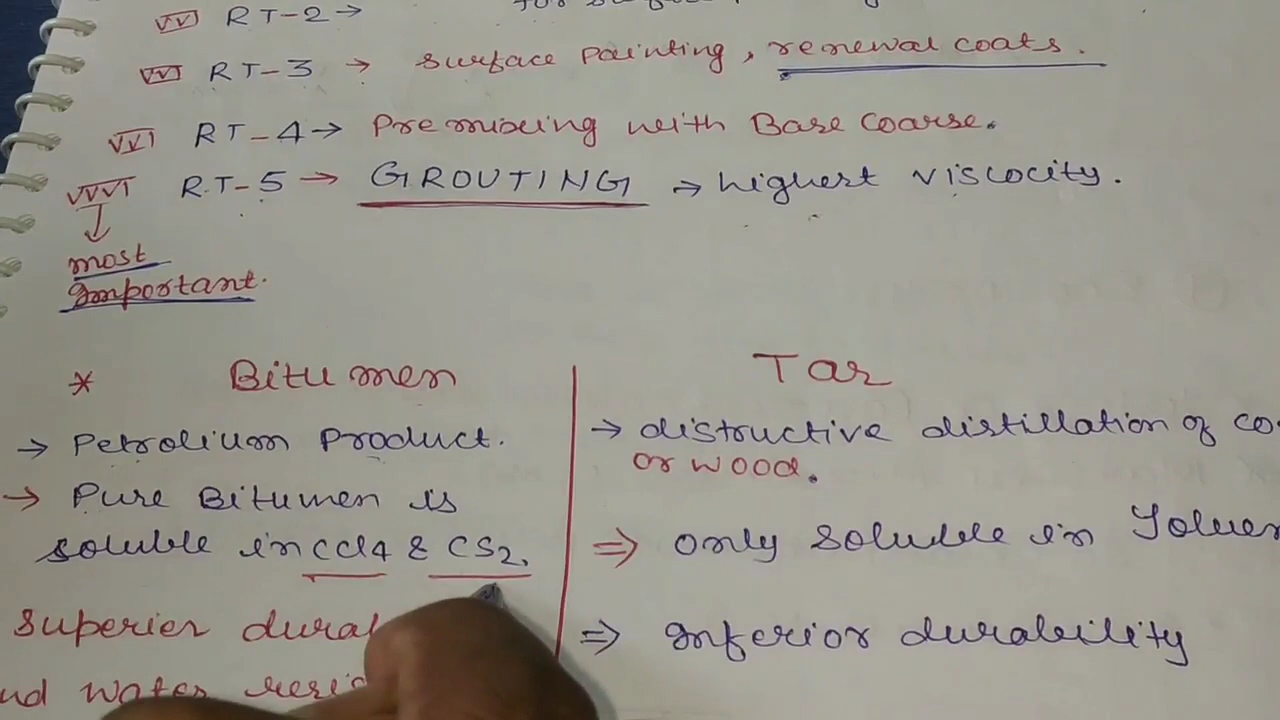 RT-2 →
RT-3 → surface painting, renewal coats.
RT-4 → Premixing with Base Coarse.
RT-5 → GROUTING → highest viscocity.
most
important.
* Bitumen
→ Petrolium Product.
→ Pure Bitumen is
soluble in CCl4 & CS2.
superier
water
Tar
→ distructive distillation of
or wood.
⇒ only soluble in
⇒ Inferior durability